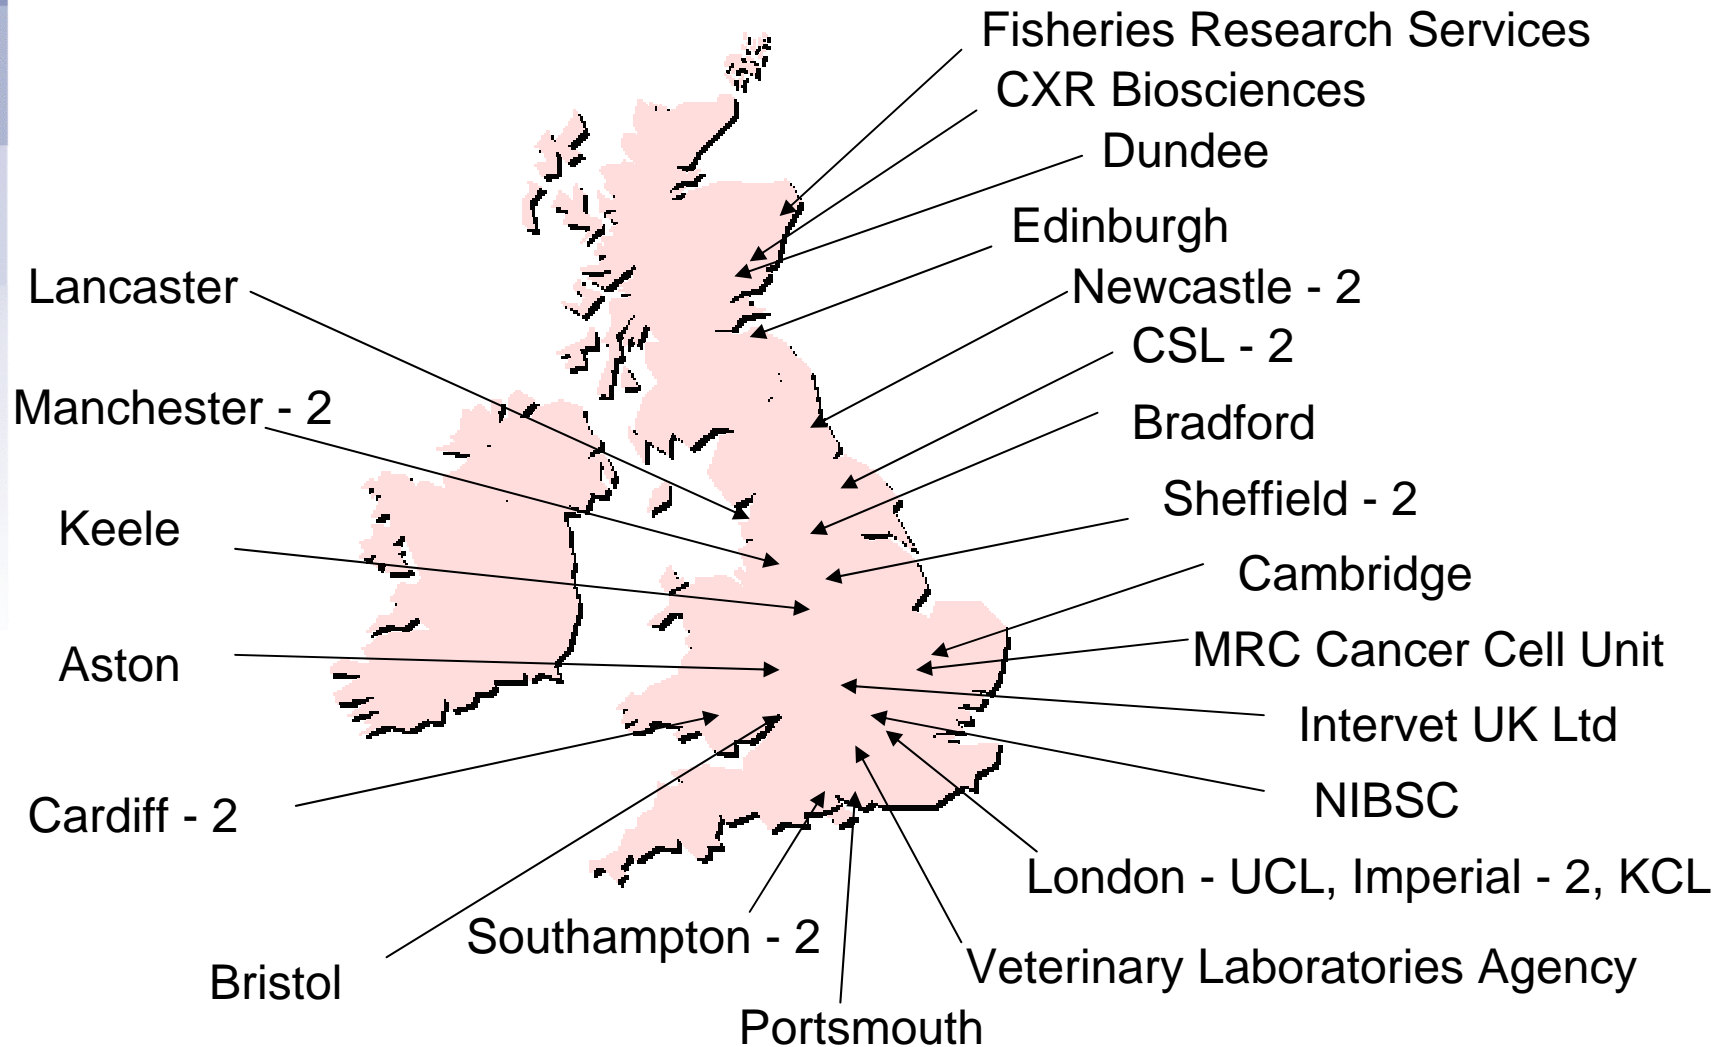 Fisheries Research Services
CXR Biosciences
Dundee
Edinburgh
Lancaster
Newcastle - 2
CSL - 2
Manchester - 2
Bradford
Sheffield - 2
Keele
Cambridge
MRC Cancer Cell Unit
Aston
Intervet UK Ltd
NIBSC
Cardiff - 2
London - UCL, Imperial - 2, KCL
Southampton - 2
Veterinary Laboratories Agency
Bristol
Portsmouth